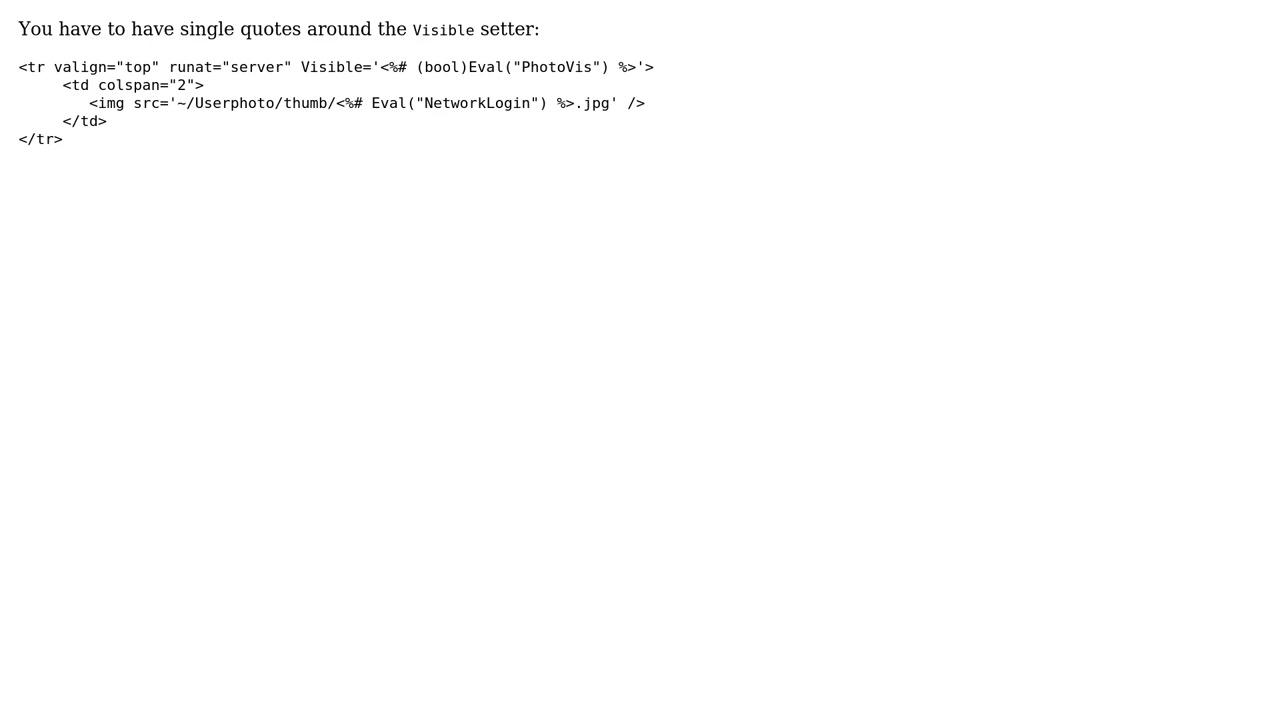 You have to have single quotes around the Visible setter:
<tr valign="top" runat="server" Visible='<%# (bool)Eval("PhotoVis") %>'>
     <td colspan="2">
        <img src='~/Userphoto/thumb/<%# Eval("NetworkLogin") %>.jpg' />
     </td>
</tr>